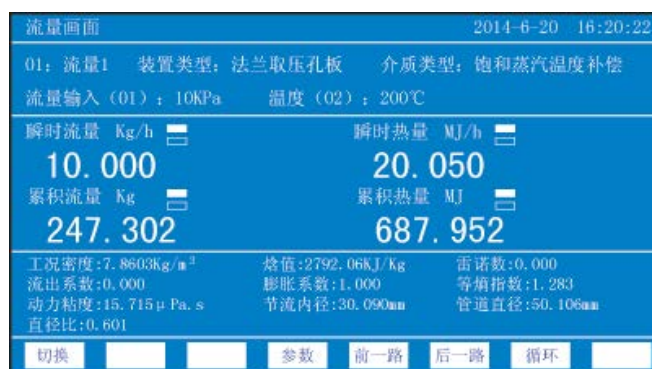 流量画面 2014-6-20 16:20:22
01: 流量1 装置类型: 法兰取压孔板 介质类型: 饱和蒸汽温度补偿
流量输入（01）: 10KPa 温度（02）: 200℃
瞬时流量 Kg/h 瞬时热量 MJ/h
10.000 20.050
累积流量 Kg 累积热量 MJ
247.302 687.952
工况密度:7.8603Kg/m³ 焓值:2792.06KJ/Kg 雷诺数:0.000
流出系数:0.000 膨胀系数:1.000 等熵指数:1.283
动力粘度:15.715μPa.s 节流内径:30.090mm 管道直径:50.106mm
直径比:0.601
切换 参数 前一路 后一路 循环